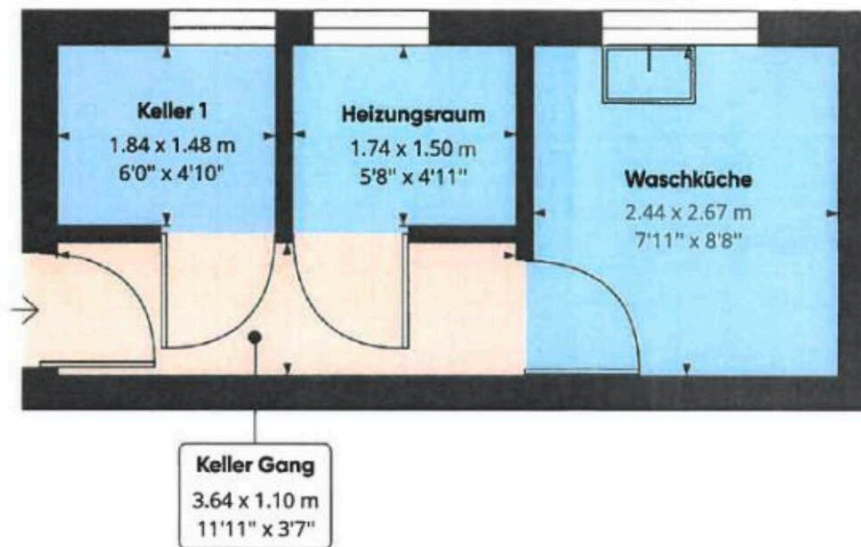 Keller 1
1.84 x 1.48 m
6'0" x 4'10"
Heizungsraum
1.74 x 1.50 m
5'8" x 4'11"
Waschküche
2.44 x 2.67 m
7'11" x 8'8"
Keller Gang
3.64 x 1.10 m
11'11" x 3'7"